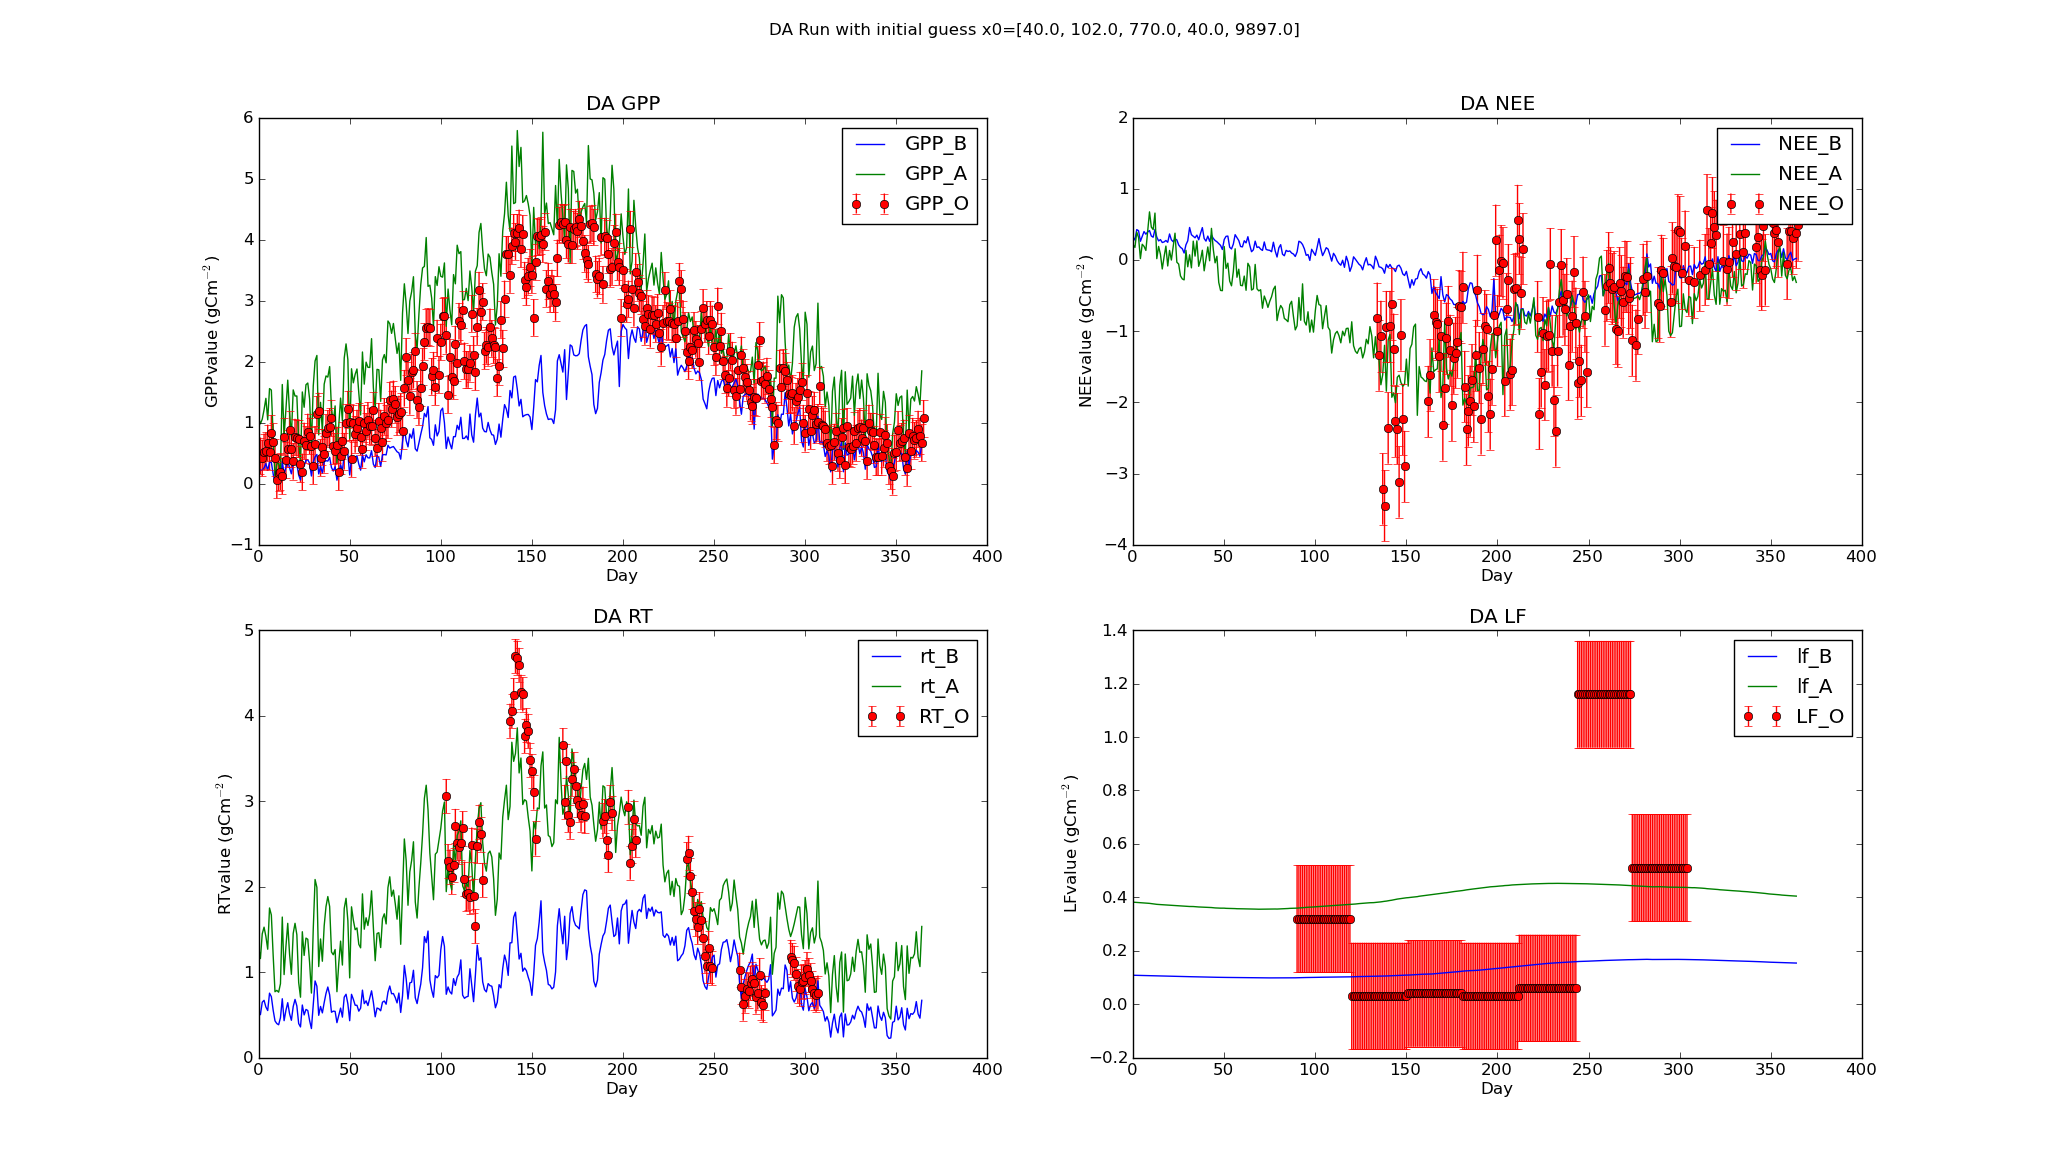 DA Run with initial guess x0=[40.0, 102.0, 770.0, 40.0, 9897.0]
DA GPP
GPPvalue (gCm⁻²)
6
5
4
3
2
1
0
−1
0 50 100 150 200 250 300 350 400
Day
GPP_B
GPP_A
GPP_O
DA NEE
NEEvalue (gCm⁻²)
2
1
0
−1
−2
−3
−4
0 50 100 150 200 250 300 350 400
Day
NEE_B
NEE_A
NEE_O
DA RT
RTvalue (gCm⁻²)
5
4
3
2
1
0
0 50 100 150 200 250 300 350 400
Day
rt_B
rt_A
RT_O
DA LF
LFvalue (gCm⁻²)
1.4
1.2
1.0
0.8
0.6
0.4
0.2
0.0
−0.2
0 50 100 150 200 250 300 350 400
Day
lf_B
lf_A
LF_O